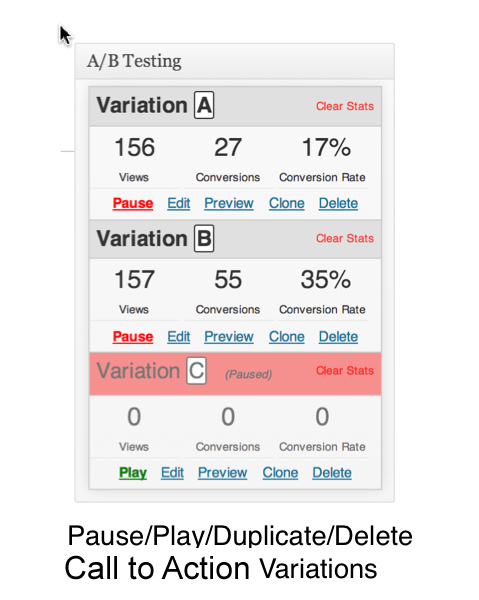 A/B Testing
Variation A Clear Stats
156 27 17%
Views Conversions Conversion Rate
Pause Edit Preview Clone Delete
Variation B Clear Stats
157 55 35%
Views Conversions Conversion Rate
Pause Edit Preview Clone Delete
Variation C (Paused) Clear Stats
0 0 0
Views Conversions Conversion Rate
Play Edit Preview Clone Delete
Pause/Play/Duplicate/Delete
Call to Action Variations